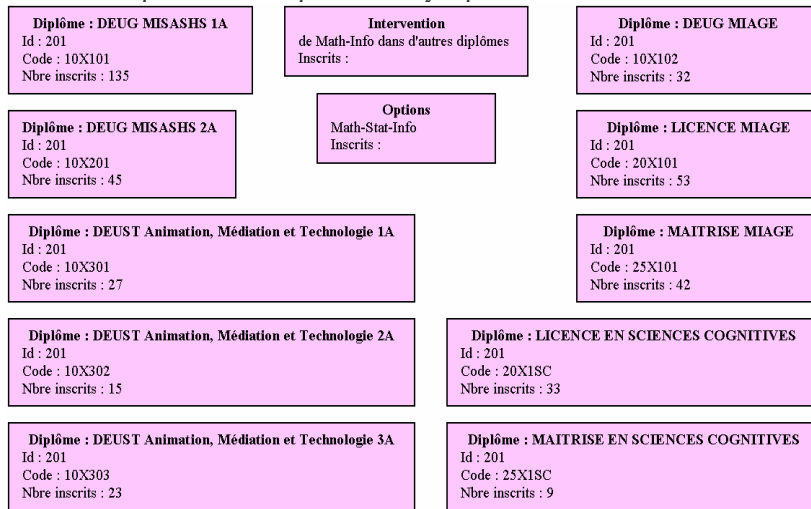 Diplôme : DEUG MISASHS 1A
Id : 201
Code : 10X101
Nbre inscrits : 135
Intervention
de Math-Info dans d'autres diplômes
Inscrits :
Diplôme : DEUG MIAGE
Id : 201
Code : 10X102
Nbre inscrits : 32
Diplôme : DEUG MISASHS 2A
Id : 201
Code : 10X201
Nbre inscrits : 45
Options
Math-Stat-Info
Inscrits :
Diplôme : LICENCE MIAGE
Id : 201
Code : 20X101
Nbre inscrits : 53
Diplôme : DEUST Animation, Médiation et Technologie 1A
Id : 201
Code : 10X301
Nbre inscrits : 27
Diplôme : MAITRISE MIAGE
Id : 201
Code : 25X101
Nbre inscrits : 42
Diplôme : DEUST Animation, Médiation et Technologie 2A
Id : 201
Code : 10X302
Nbre inscrits : 15
Diplôme : LICENCE EN SCIENCES COGNITIVES
Id : 201
Code : 20X1SC
Nbre inscrits : 33
Diplôme : DEUST Animation, Médiation et Technologie 3A
Id : 201
Code : 10X303
Nbre inscrits : 23
Diplôme : MAITRISE EN SCIENCES COGNITIVES
Id : 201
Code : 25X1SC
Nbre inscrits : 9